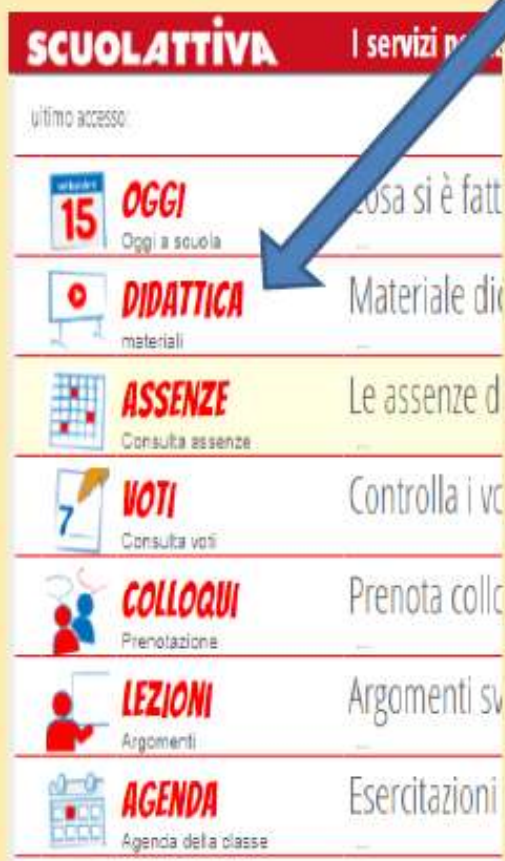 SCUOLATTIVA I servizi
ultimo accesso:
15 OGGI
Oggi a scuola
cosa si è fatt
...
DIDATTICA
materiali
Materiale di
...
ASSENZE
Consulta assenze
Le assenze d
...
7 VOTI
Consulta voti
Controlla i vo
COLLOQUI
Prenotazione
Prenota collo
...
LEZIONI
Argomenti
Argomenti sv
...
AGENDA
Agenda della classe
Esercitazioni
...